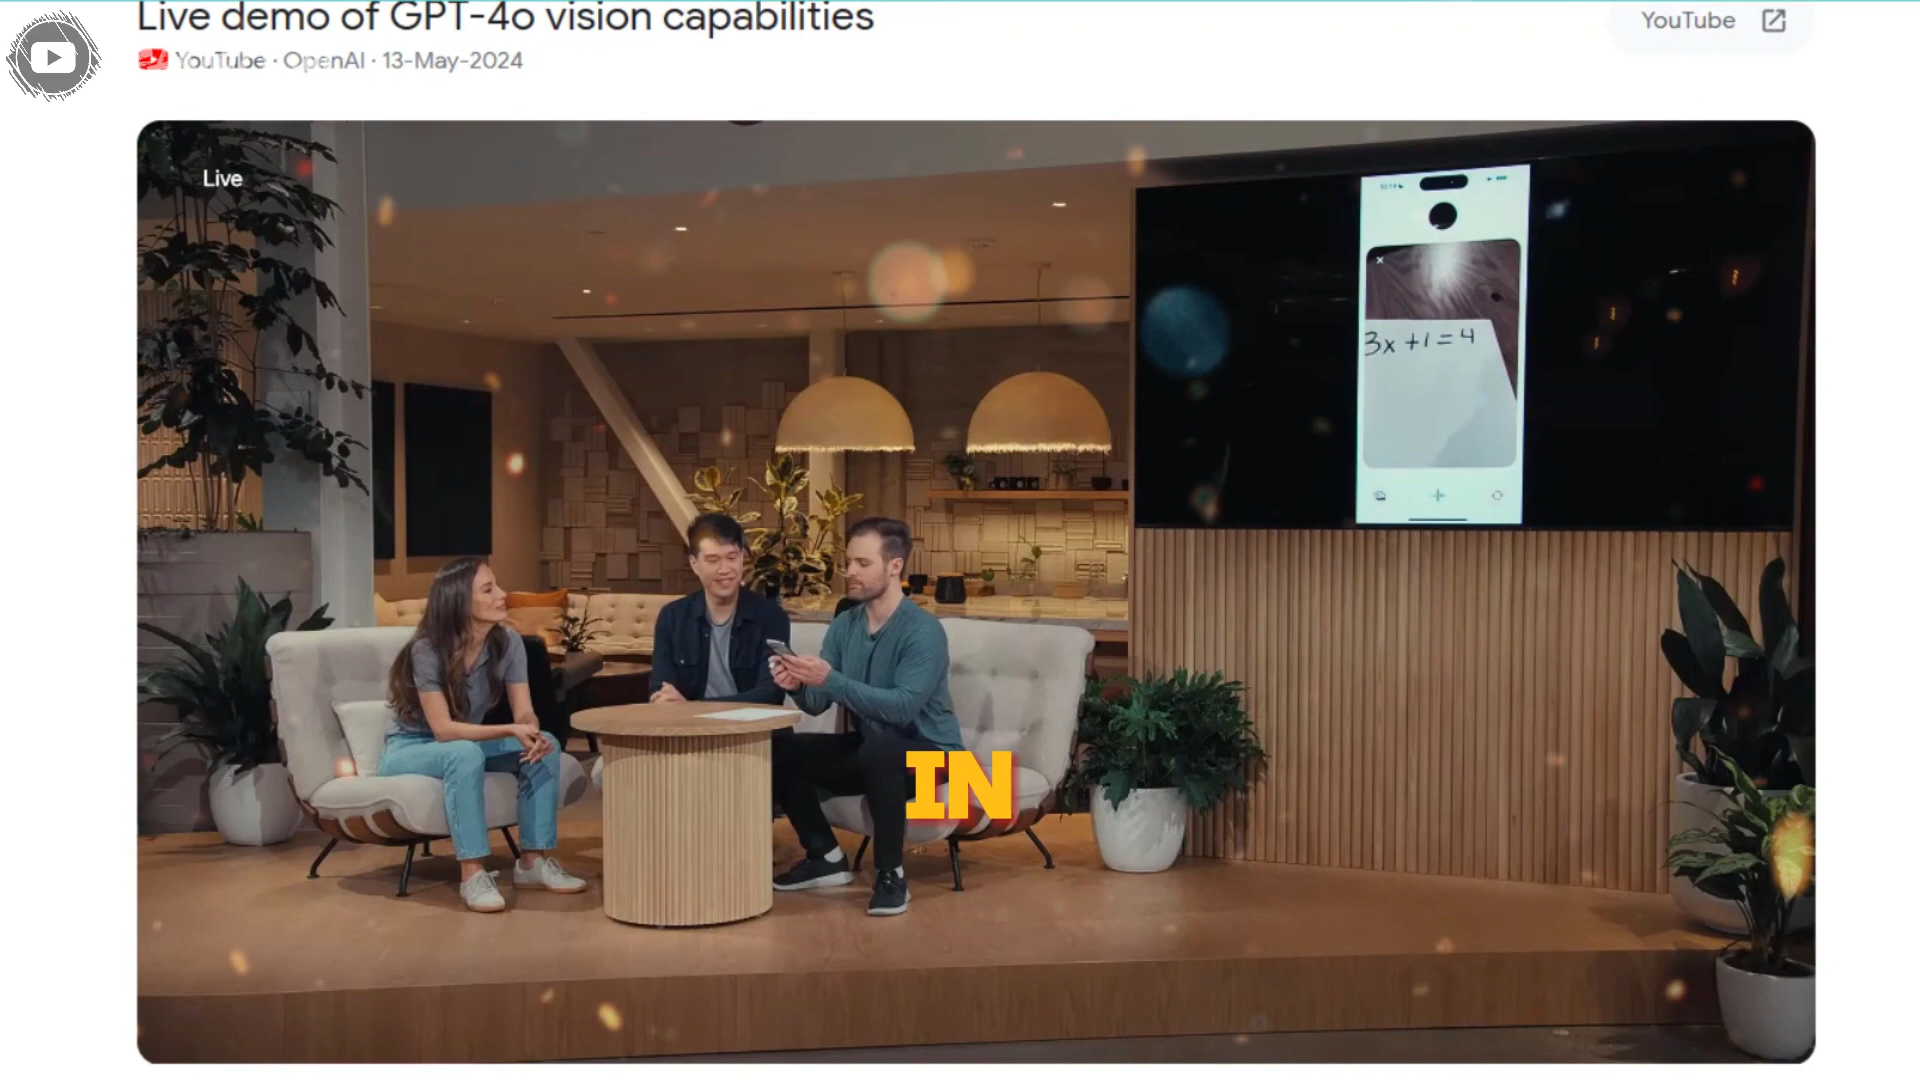 Live demo of GPT-4o vision capabilities
YouTube
YouTube · OpenAI · 13-May-2024
Live
3x +1 = 4
IN